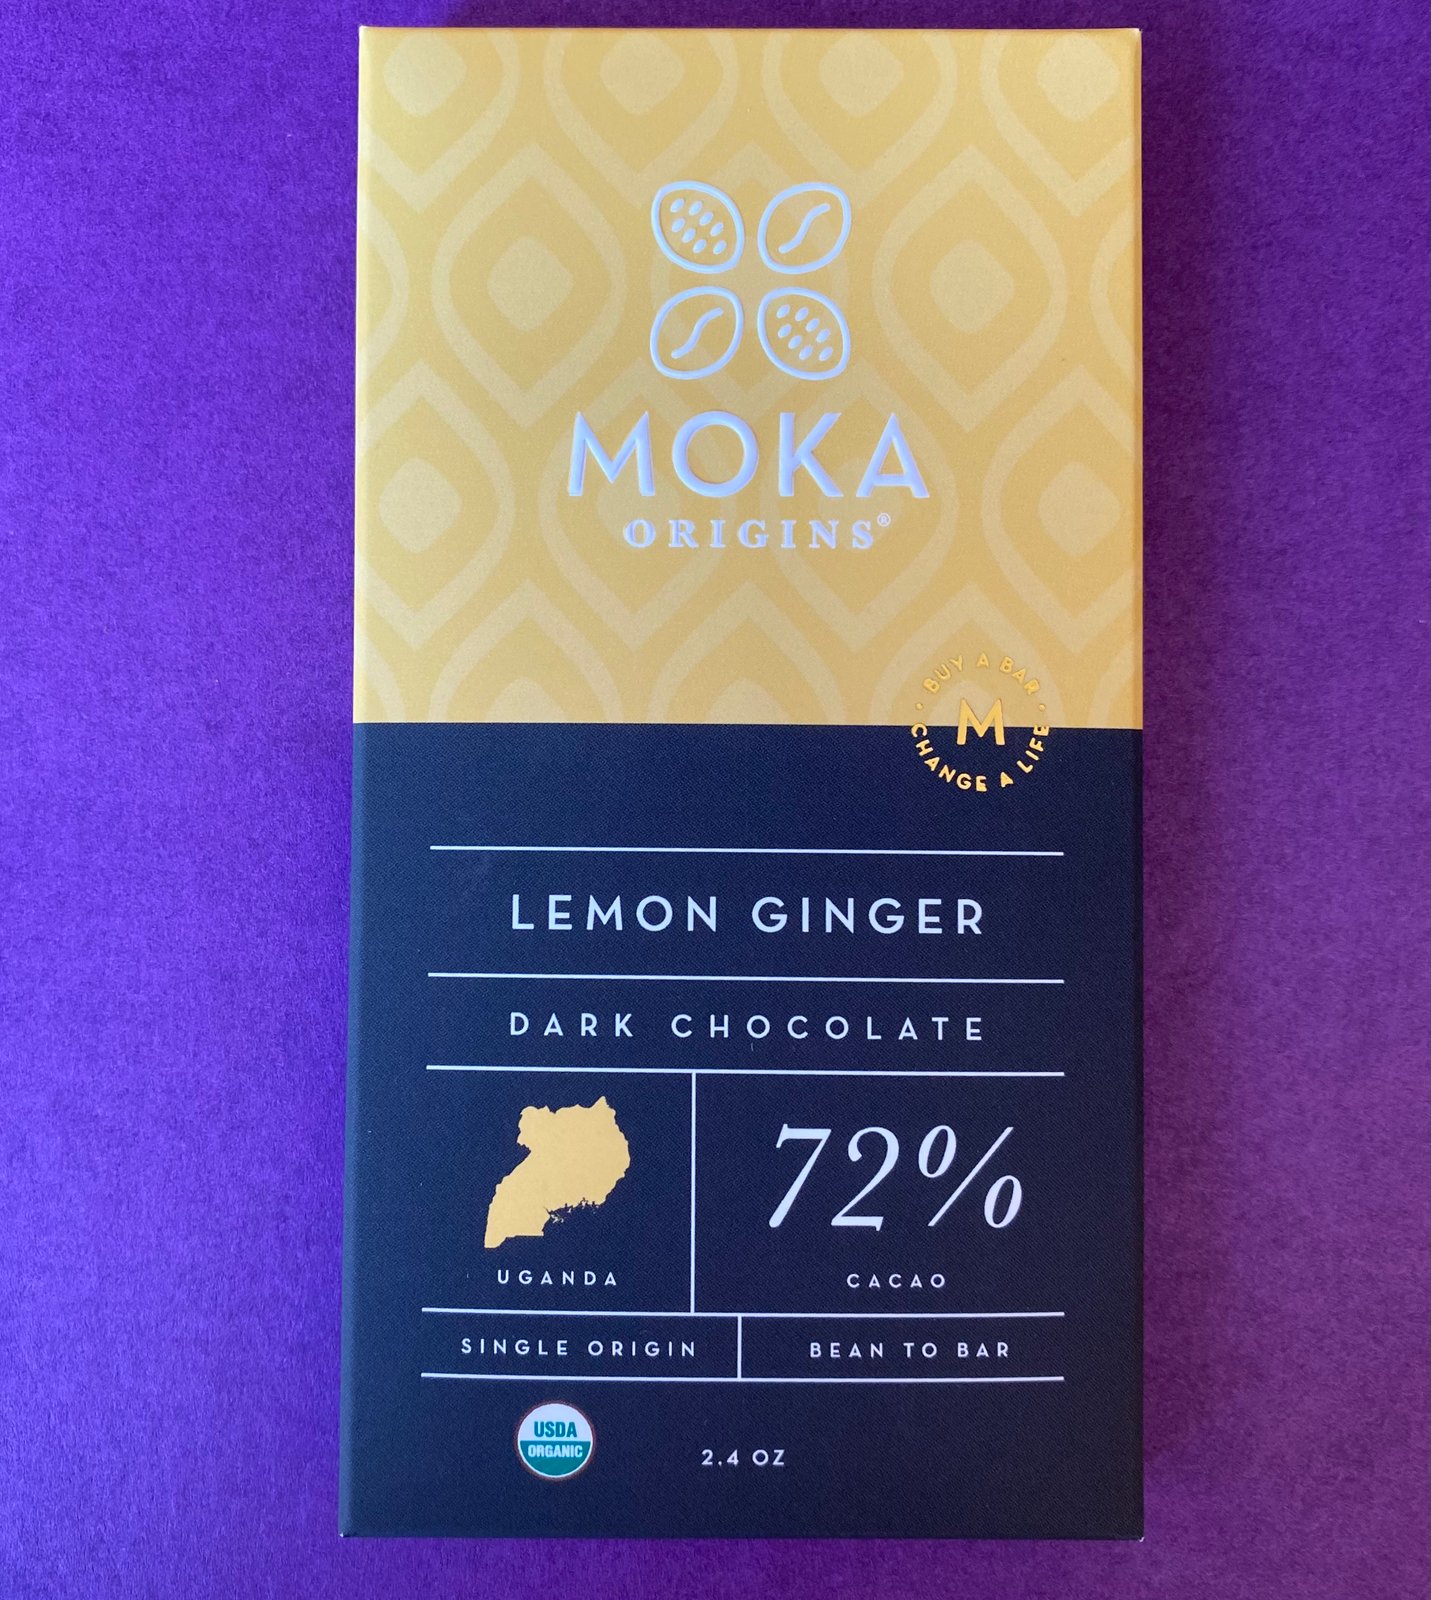 MOKA
ORIGINS®
BUY A BAR
M
CHANGE A LIFE
LEMON GINGER
DARK CHOCOLATE
72%
UGANDA
CACAO
SINGLE ORIGIN
BEAN TO BAR
USDA
ORGANIC
2.4 OZ